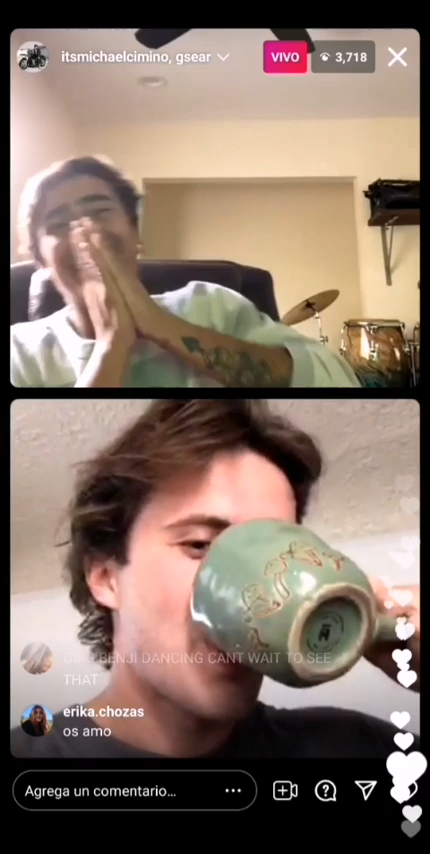 itsmichaelcimino, gsear
VIVO
3,718
OMG BENJI DANCING CANT WAIT TO SEE
THAT
erika.chozas
os amo
Agrega un comentario...